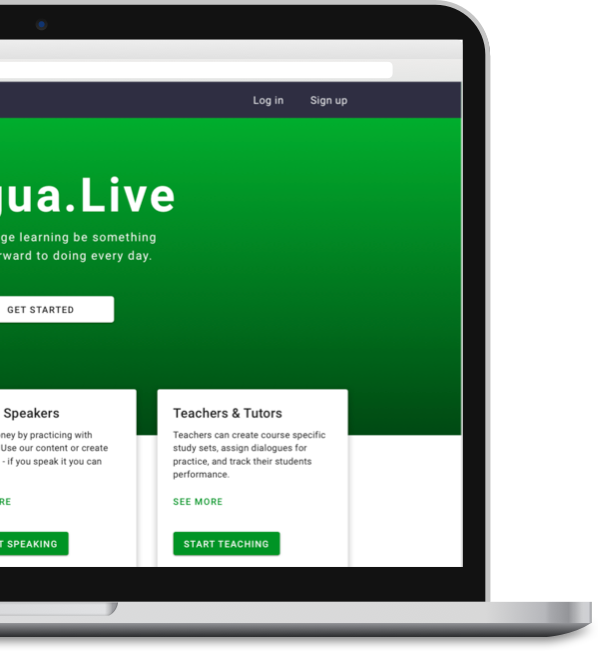 Log in Sign up
gua.Live
ge learning be something
rward to doing every day.
GET STARTED
Speakers
ney by practicing with
Use our content or create
- if you speak it you can
RE
T SPEAKING
Teachers & Tutors
Teachers can create course specific
study sets, assign dialogues for
practice, and track their students
performance.
SEE MORE
START TEACHING